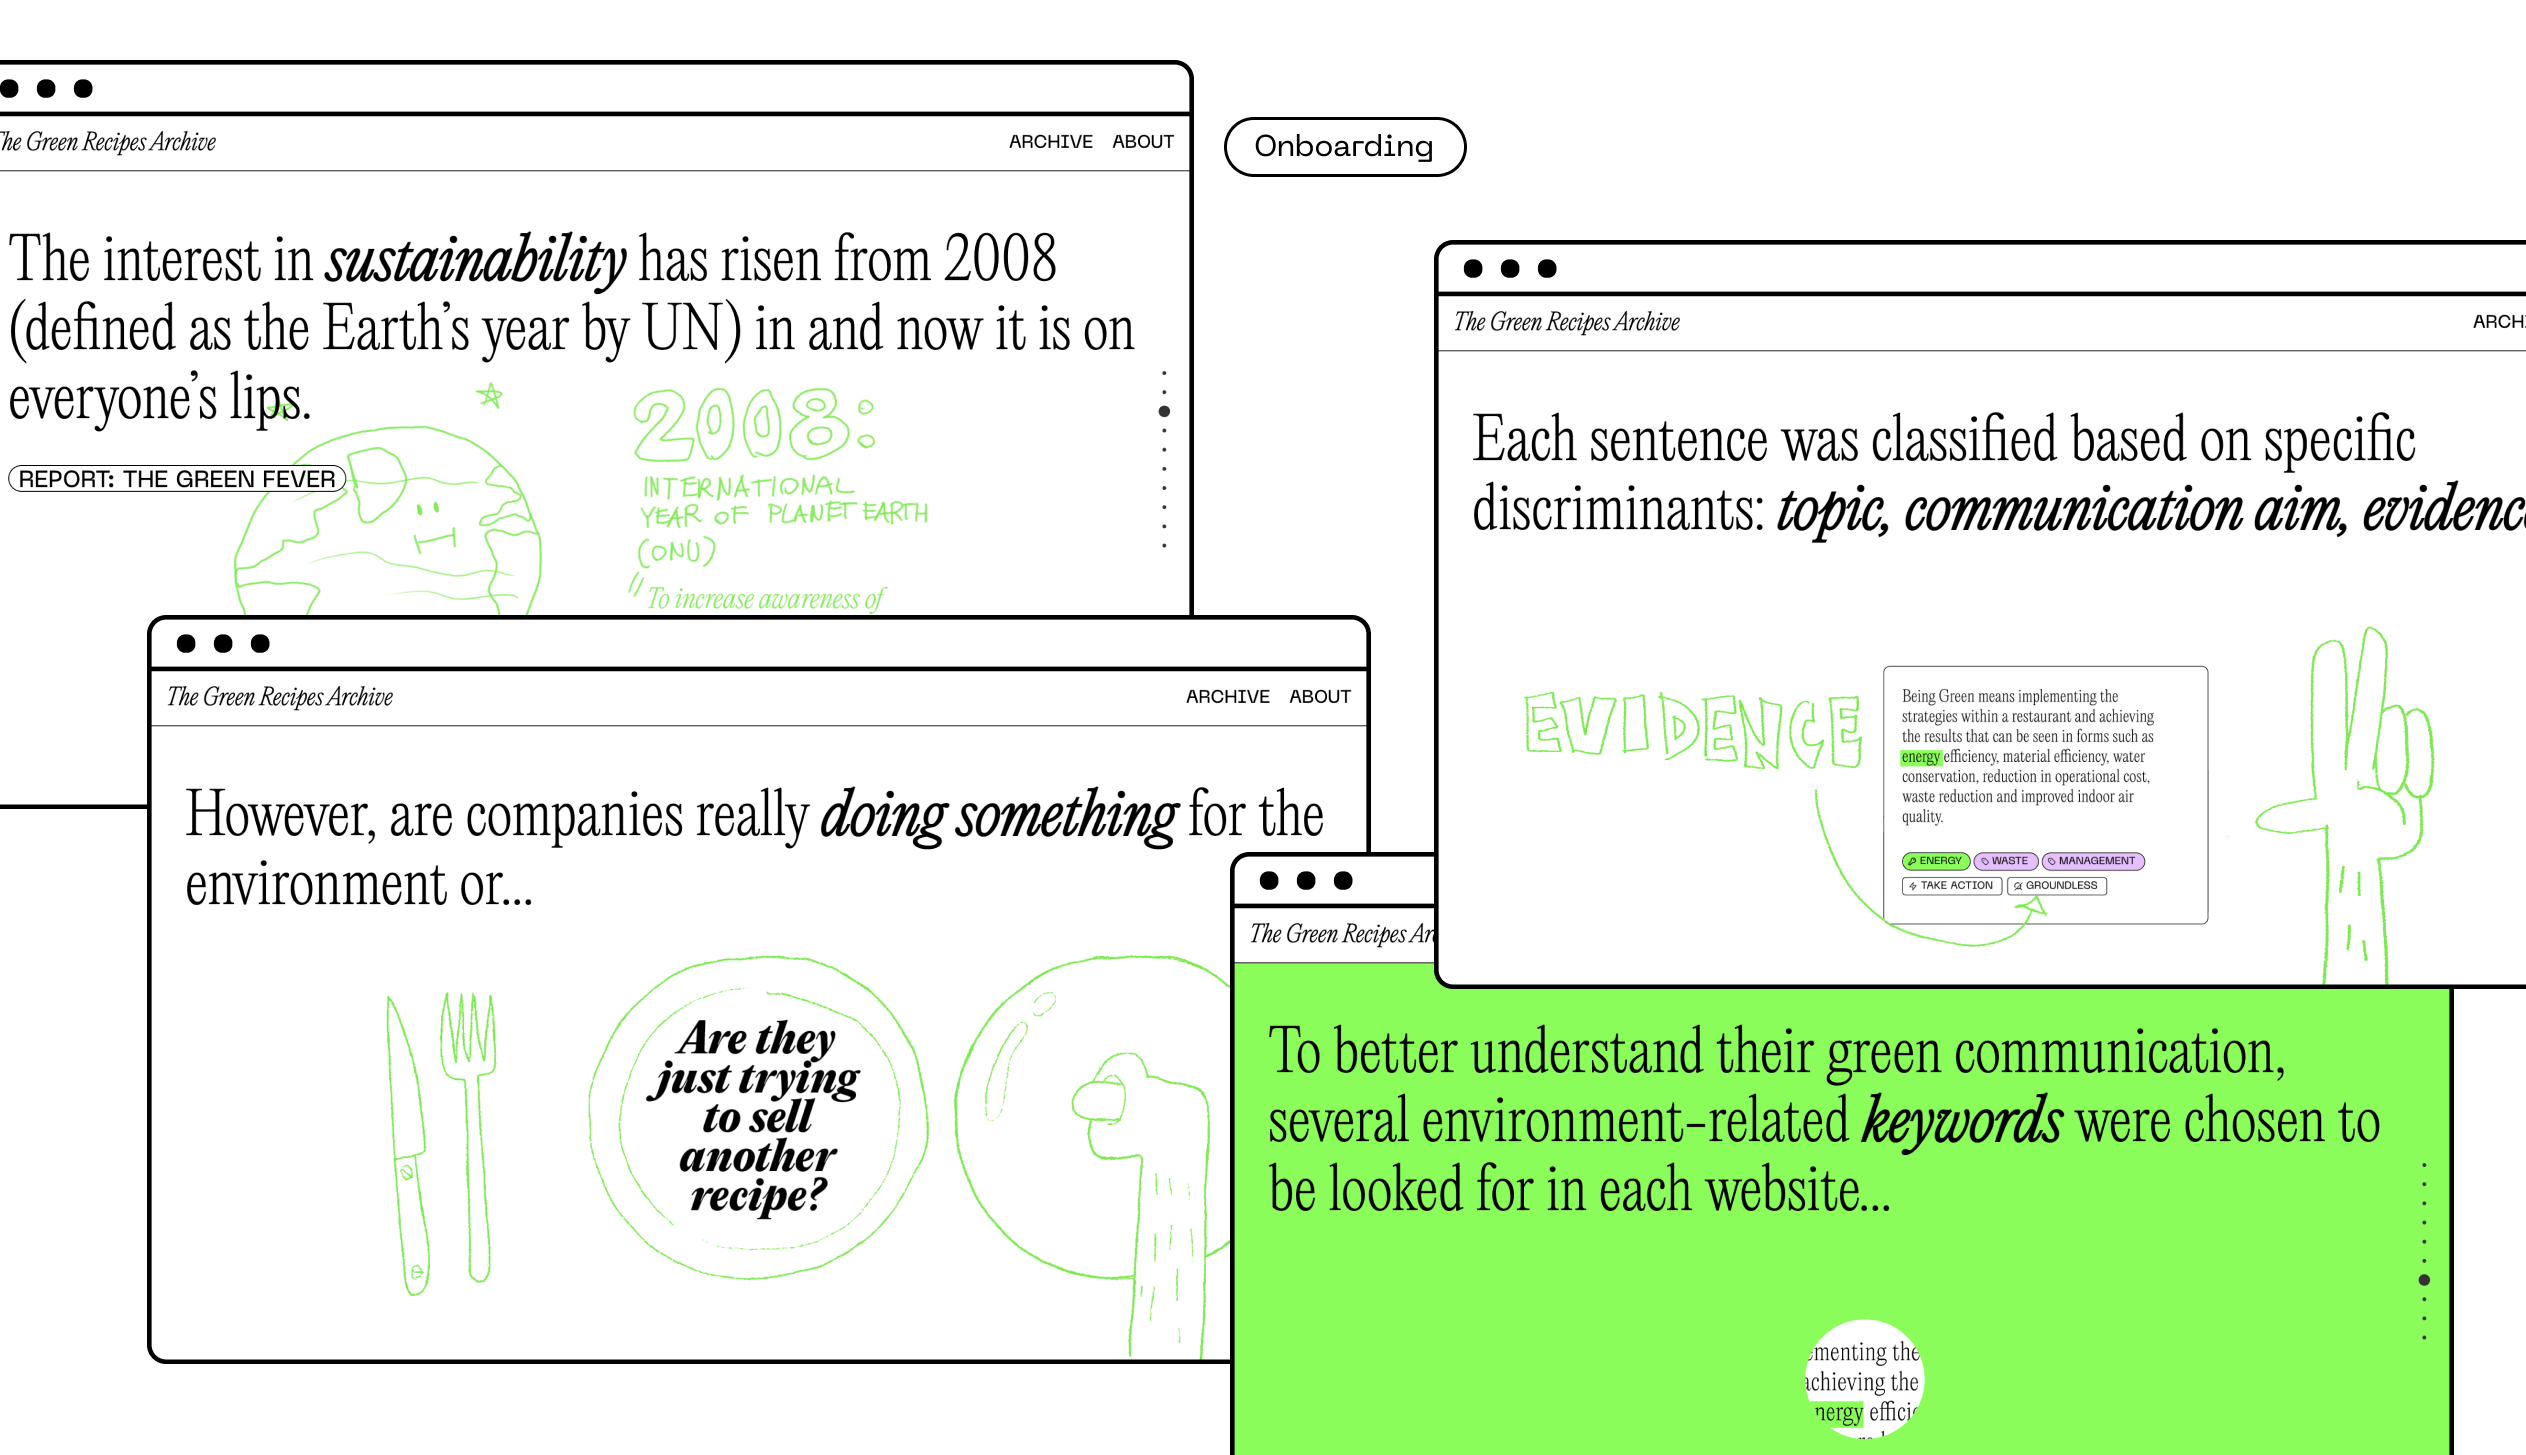 The Green Recipes Archive
ARCHIVE ABOUT
The interest in sustainability has risen from 2008
(defined as the Earth’s year by UN) in and now it is on
everyone’s lips.
REPORT: THE GREEN FEVER
2008:
INTERNATIONAL
YEAR OF PLANET EARTH
(ONU)
"To increase awareness of
Onboarding
The Green Recipes Archive
Each sentence was classified based on specific
discriminants: topic, communication aim,
EVIDENCE
Being Green means implementing the
strategies within a restaurant and achieving
the results that can be seen in forms such as
energy efficiency, material efficiency, water
conservation, reduction in operational cost,
waste reduction and improved indoor air
quality.
ENERGY WASTE MANAGEMENT
TAKE ACTION GROUNDLESS
The Green Recipes Archive
ARCHIVE ABOUT
However, are companies really doing something for the
environment or...
Are they
just trying
to sell
another
recipe?
The Green Recipes
To better understand their green communication,
several environment-related keywords were chosen to
be looked for in each website...
ementing the
achieving the
nergy effici